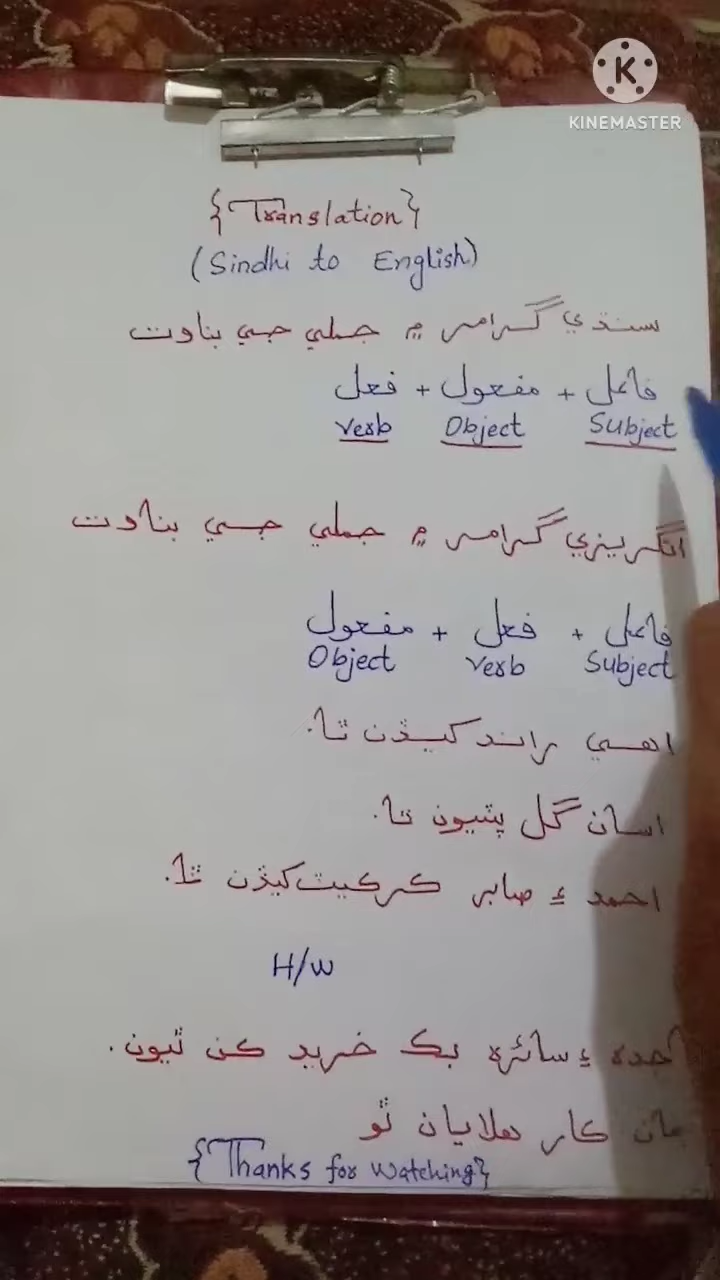 KINEMASTER
{Translation}
(Sindhi to English)
سنڌي گرامر ۾ جملي جي بناوت
فاعل + مفعول + فعل
Subject Object Verb
انگريزي گرامر ۾ جملي جي بناوت
فاعل + فعل + مفعول
Subject Verb Object
اهي راند کيڏن ٿا.
اسان گل پٽيون ٿا.
احمد ۽ صابر ڪرڪيٽ کيڏن ٿا.
H/W
۽ سائره بڪ خريد ڪن ٿيون.
مان ڪار هلايان ٿو
{Thanks for watching}